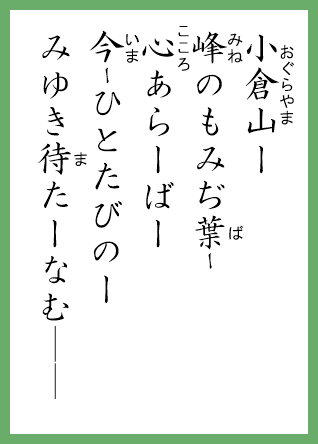 小倉山ー
峰のもみぢ葉ー
心あらーばー
今ーひとたびのー
みゆき待たーなむーー
おぐらやま
みね
ば
こころ
いま
ま